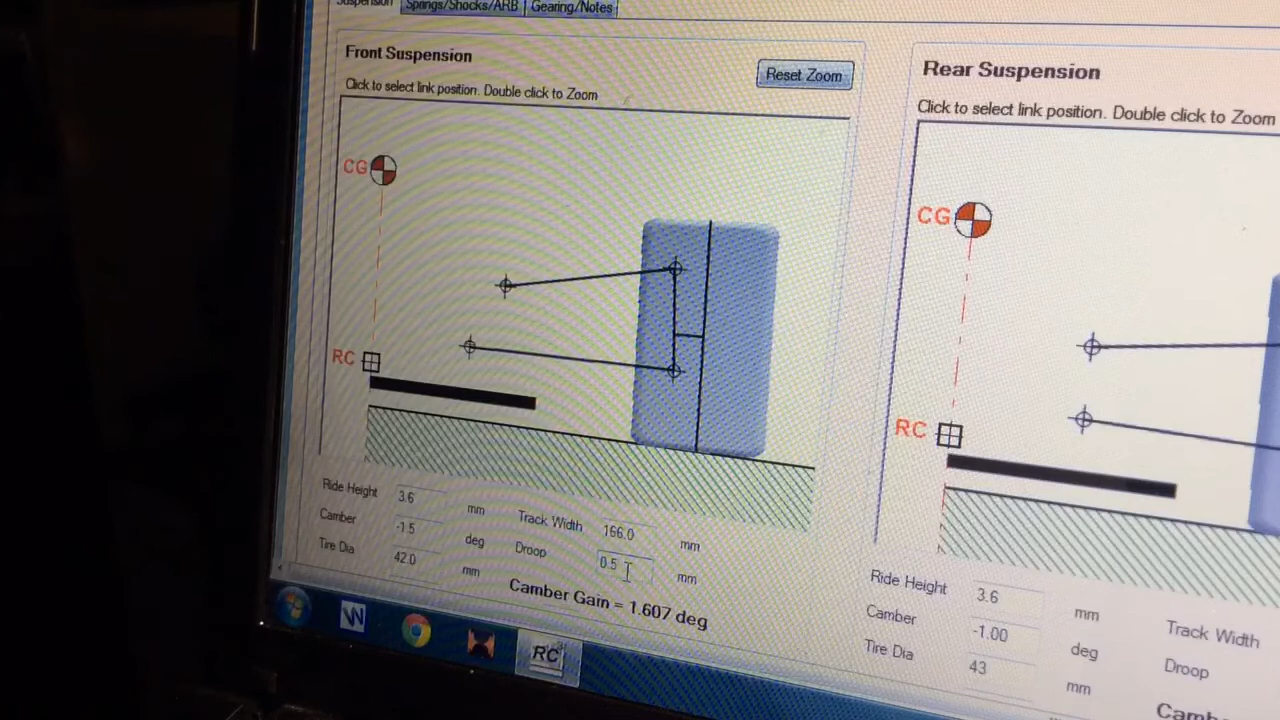 Suspension Springs/Shocks/ARB Gearing/Notes
Front Suspension
Reset Zoom
Click to select link position. Double click to Zoom
CG
RC
Ride Height 3.6 mm
Camber -1.5 deg
Tire Dia 42.0 mm
Track Width 166.0 mm
Droop 0.5 mm
Camber Gain = 1.607 deg
Rear Suspension
Click to select link position. Double click to Zoom
CG
RC
Ride Height 3.6 mm
Camber -1.00 deg
Tire Dia 43 mm
Track Width
Droop
W
RC